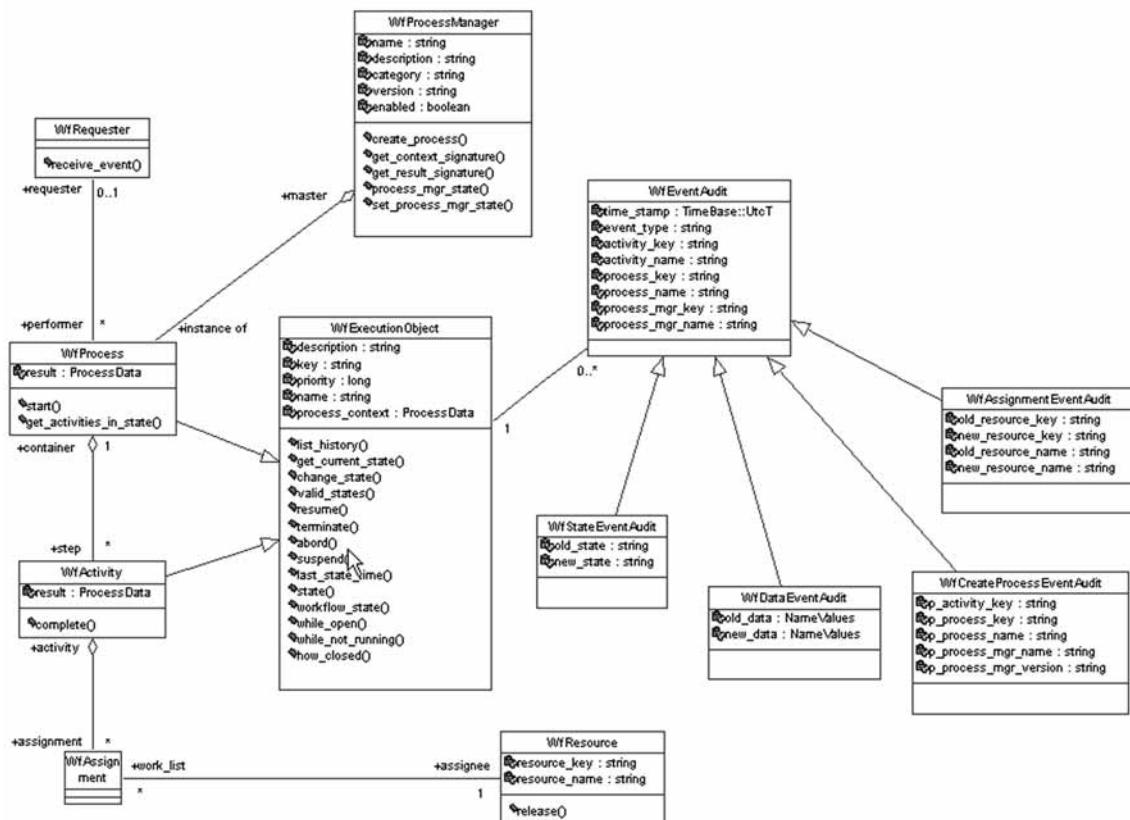 WfProcessManager
name : string
description : string
category : string
version : string
enabled : boolean
create_process()
get_context_signature()
get_result_signature()
process_mgr_state()
set_process_mgr_state()
WfRequester
receive_event()
+requester
0..1
+master
+performer
*
+instance of
WfProcess
result : ProcessData
start()
get_activities_in_state()
+container
1
+step
*
WfActivity
result : ProcessData
complete()
+activity
+assignment
*
WfAssign
ment
+work_list
*
+assignee
1
WfResource
resource_key : string
resource_name : string
release()
WfExecutionObject
description : string
key : string
priority : long
name : string
process_context : ProcessData
list_history()
get_current_state()
change_state()
valid_states()
resume()
terminate()
abord()
suspend()
last_state_time()
state()
workflow_state()
while_open()
while_not_running()
how_closed()
1
0..*
WfEventAudit
time_stamp : TimeBase::UtcT
event_type : string
activity_key : string
activity_name : string
process_key : string
process_name : string
process_mgr_key : string
process_mgr_name : string
WfStateEventAudit
old_state : string
new_state : string
WfDataEventAudit
old_data : NameValues
new_data : NameValues
WfAssignmentEventAudit
old_resource_key : string
new_resource_key : string
old_resource_name : string
new_resource_name : string
WfCreateProcessEventAudit
p_activity_key : string
p_process_key : string
p_process_name : string
p_process_mgr_name : string
p_process_mgr_version : string